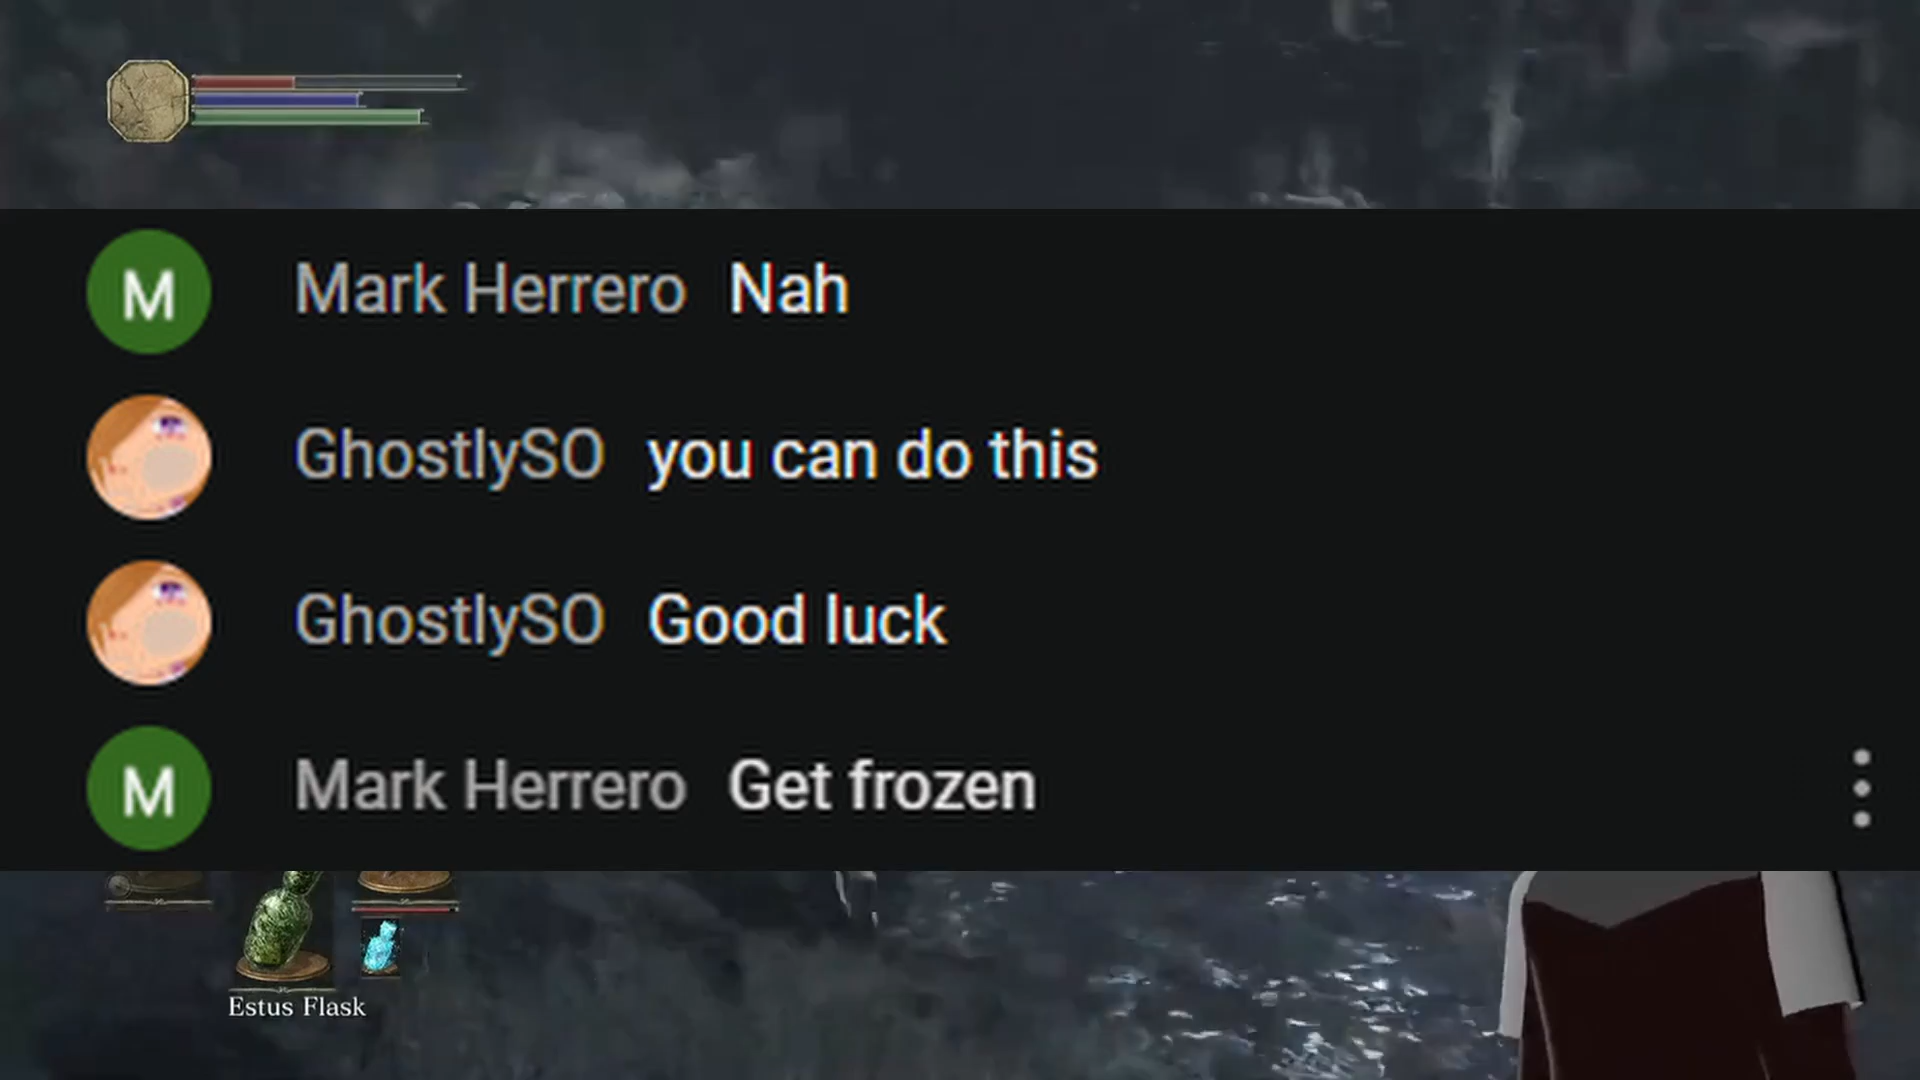 M Mark Herrero Nah
GhostlySO you can do this
GhostlySO Good luck
M Mark Herrero Get frozen
Estus Flask